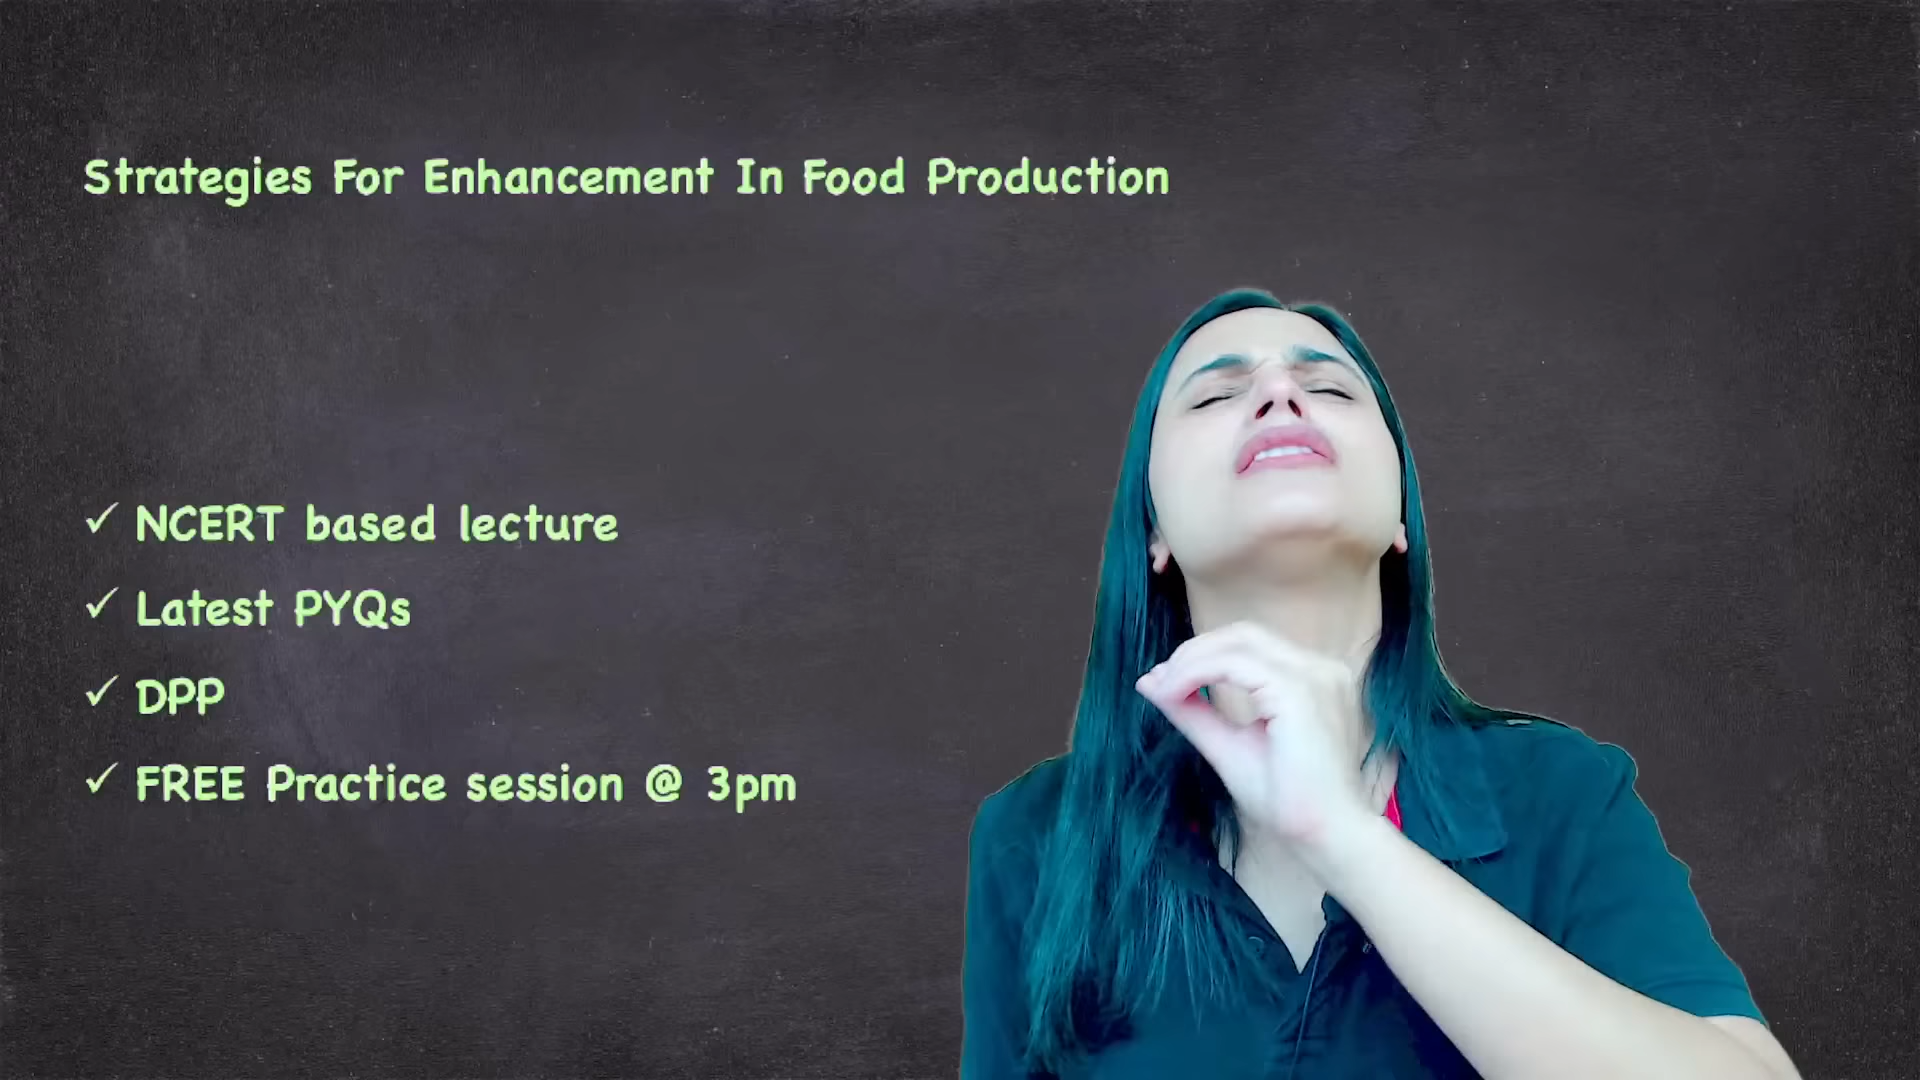 Strategies For Enhancement In Food Production
✓ NCERT based lecture
✓ Latest PYQs
✓ DPP
✓ FREE Practice session @ 3pm